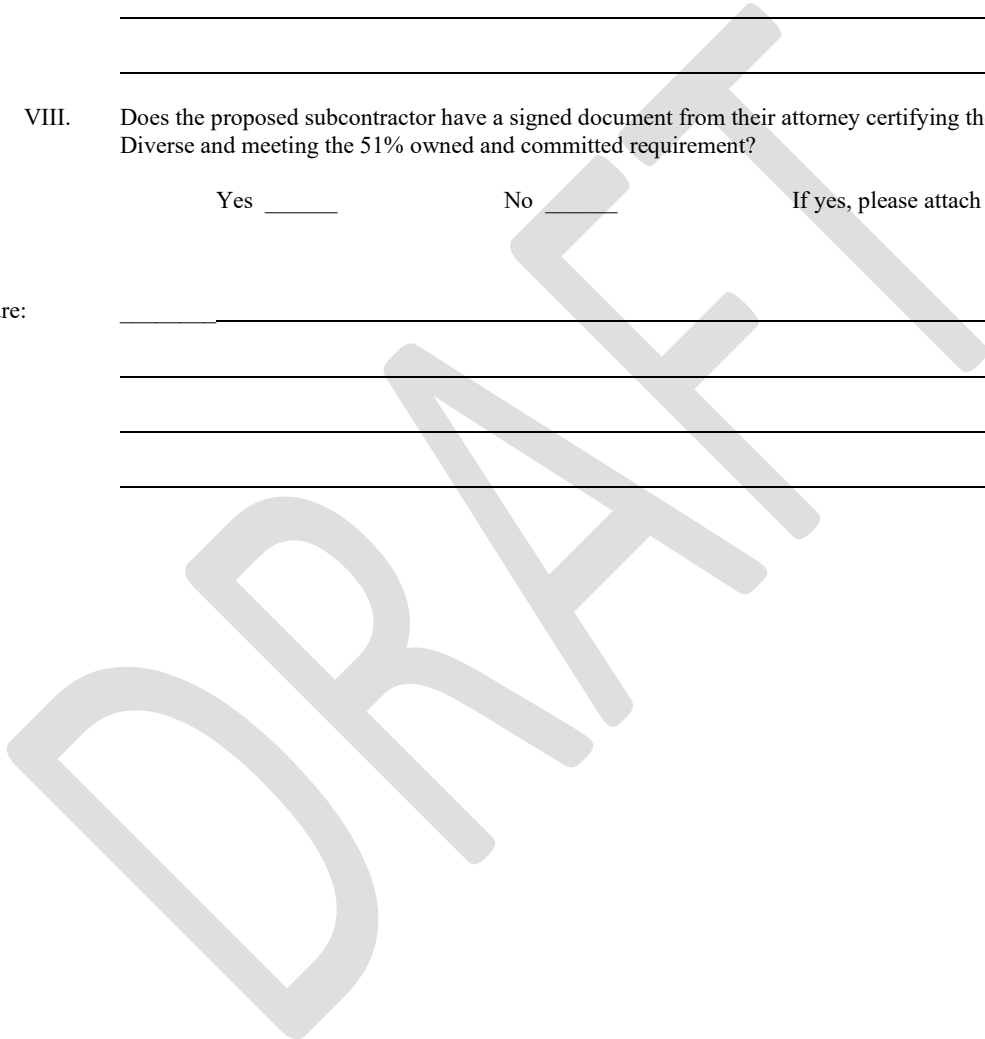 VIII. Does the proposed subcontractor have a signed document from their attorney certifying th
Diverse and meeting the 51% owned and committed requirement?
Yes ______ No ______ If yes, please attach
re: ________
DRAFT